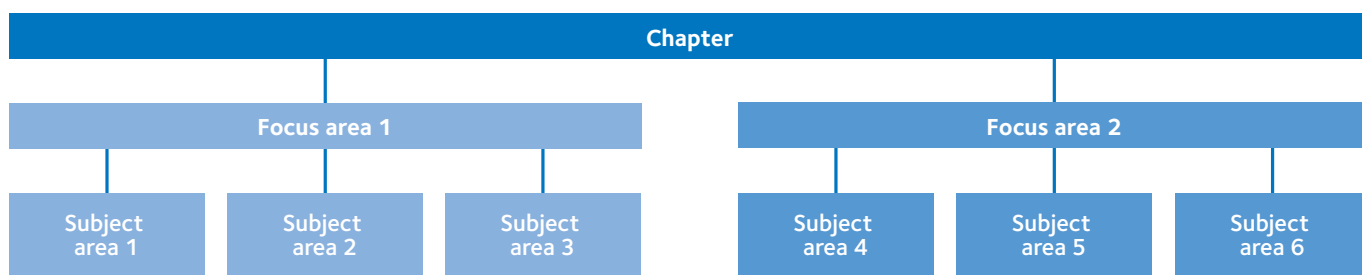 Chapter
Focus area 1
Focus area 2
Subject
area 1
Subject
area 2
Subject
area 3
Subject
area 4
Subject
area 5
Subject
area 6